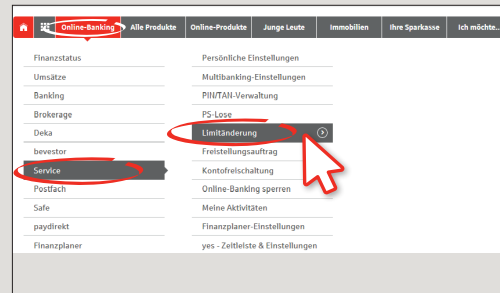 Online-Banking Alle Produkte Online-Produkte Junge Leute Immobilien Ihre Sparkasse Ich möchte...
Finanzstatus
Umsätze
Banking
Brokerage
Deka
bevestor
Service
Postfach
Safe
paydirekt
Finanzplaner
Persönliche Einstellungen
Multibanking-Einstellungen
PIN/TAN-Verwaltung
PS-Lose
Limitänderung
Freistellungsauftrag
Kontofreischaltung
Online-Banking sperren
Meine Aktivitäten
Finanzplaner-Einstellungen
yes - Zeitleiste & Einstellungen